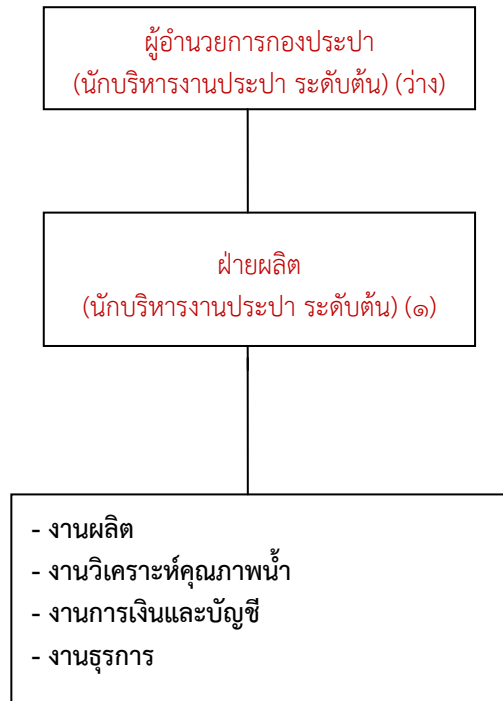 ผู้อำนวยการกองประปา
(นักบริหารงานประปา ระดับต้น) (ว่าง)
ฝ่ายผลิต
(นักบริหารงานประปา ระดับต้น) (๑)
- งานผลิต
- งานวิเคราะห์คุณภาพน้ำ
- งานการเงินและบัญชี
- งานธุรการ